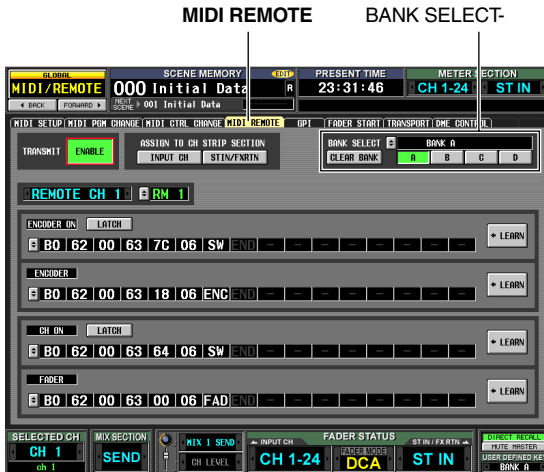 MIDI REMOTE BANK SELECT-
GLOBAL SCENE MEMORY EDIT PRESENT TIME METER SECTION
MIDI/REMOTE 000 Initial Data R 23:31:46 CH 1-24 ST IN
BACK FORWARD NEXT SCENE 001 Initial Data
MIDI SETUP MIDI PGM CHANGE MIDI CTRL CHANGE MIDI REMOTE GPI FADER START TRANSPORT DME CONTROL
TRANSMIT ENABLE ASSIGN TO CH STRIP SECTION BANK SELECT BANK A
INPUT CH STIN/FXRTN CLEAR BANK A B C D
REMOTE CH 1 RM 1
ENCODER ON LATCH
B0 62 00 63 7C 06 SW END - - - - - - - LEARN
ENCODER
B0 62 00 63 18 06 ENC END - - - - - - - LEARN
CH ON LATCH
B0 62 00 63 64 06 SW END - - - - - - - LEARN
FADER
B0 62 00 63 00 06 FAD END - - - - - - - LEARN
SELECTED CH MIX SECTION MIX 1 SEND INPUT CH FADER STATUS ST IN / FX RTN DIRECT RECALL
CH 1 SEND CH LEVEL CH 1-24 FADER MODE DCA ST IN MUTE MASTER
ch 1 USER DEFINED KEY
BANK A